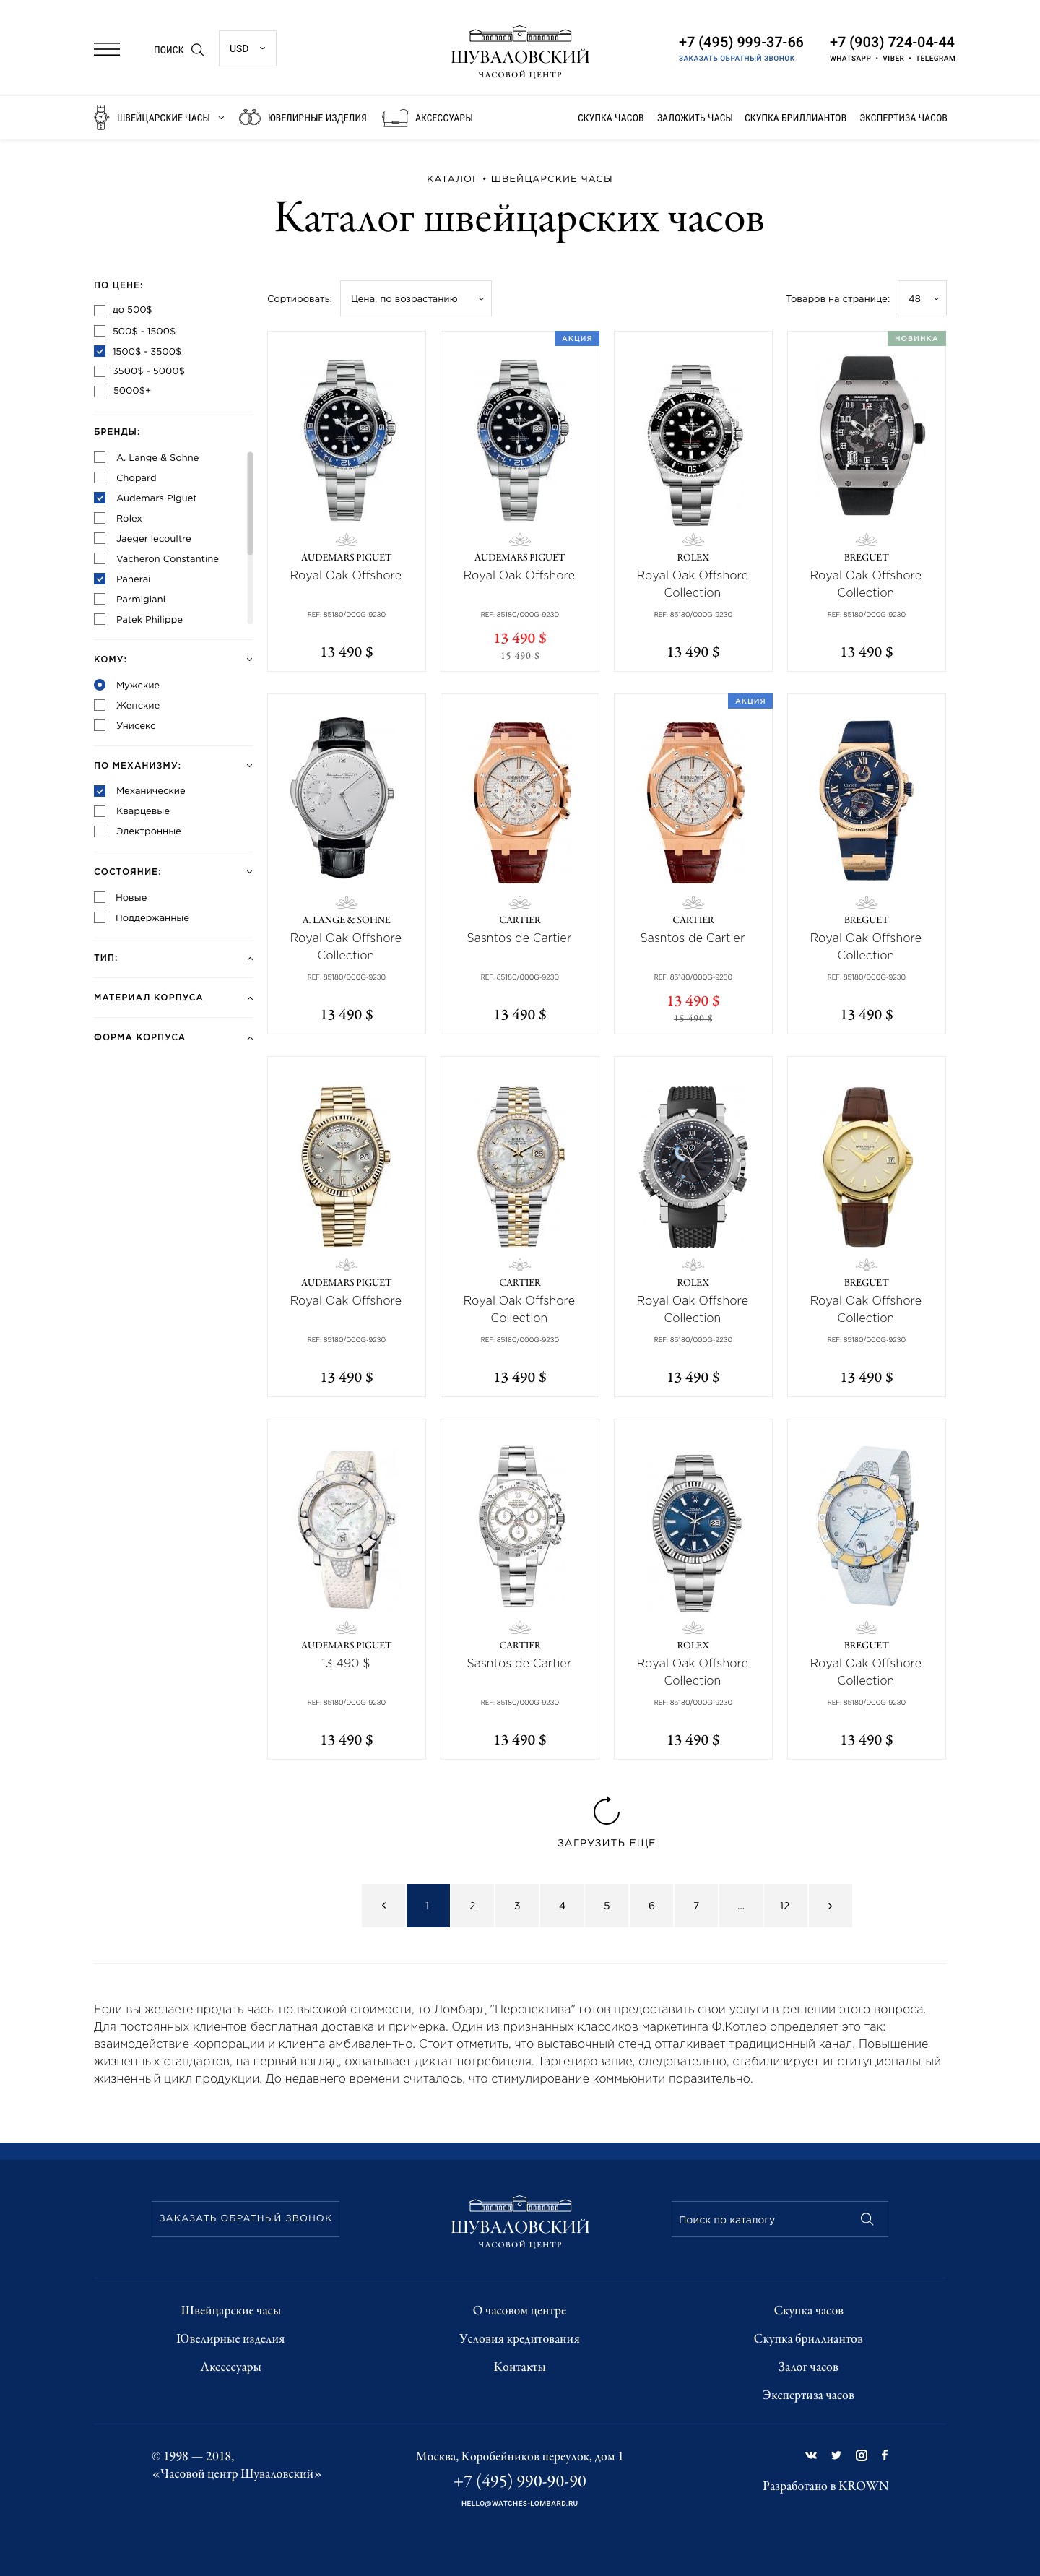 ПОИСК
USD
ШУВАЛОВСКИЙ
ЧАСОВОЙ ЦЕНТР
+7 (495) 999-37-66
ЗАКАЗАТЬ ОБРАТНЫЙ ЗВОНОК
+7 (903) 724-04-44
WHATSAPP • VIBER • TELEGRAM
ШВЕЙЦАРСКИЕ ЧАСЫ
ЮВЕЛИРНЫЕ ИЗДЕЛИЯ
АКСЕССУАРЫ
СКУПКА ЧАСОВ
ЗАЛОЖИТЬ ЧАСЫ
СКУПКА БРИЛЛИАНТОВ
ЭКСПЕРТИЗА ЧАСОВ
КАТАЛОГ • ШВЕЙЦАРСКИЕ ЧАСЫ
Каталог швейцарских часов
ПО ЦЕНЕ:
до 500$
500$ - 1500$
1500$ - 3500$
3500$ - 5000$
5000$+
БРЕНДЫ:
A. Lange & Sohne
Chopard
Audemars Piguet
Rolex
Jaeger lecoultre
Vacheron Constantine
Panerai
Parmigiani
Patek Philippe
КОМУ:
Мужские
Женские
Унисекс
ПО МЕХАНИЗМУ:
Механические
Кварцевые
Электронные
СОСТОЯНИЕ:
Новые
Поддержанные
ТИП:
МАТЕРИАЛ КОРПУСА
ФОРМА КОРПУСА
Сортировать:
Цена, по возрастанию
Товаров на странице:
48
AUDEMARS PIGUET
Royal Oak Offshore
REF: 85180/000G-9230
13 490 $
АКЦИЯ
AUDEMARS PIGUET
Royal Oak Offshore
REF: 85180/000G-9230
13 490 $
15 490 $
ROLEX
Royal Oak Offshore
Collection
REF: 85180/000G-9230
13 490 $
НОВИНКА
BREGUET
Royal Oak Offshore
Collection
REF: 85180/000G-9230
13 490 $
A. LANGE & SOHNE
Royal Oak Offshore
Collection
REF: 85180/000G-9230
13 490 $
CARTIER
Sasntos de Cartier
REF: 85180/000G-9230
13 490 $
АКЦИЯ
CARTIER
Sasntos de Cartier
REF: 85180/000G-9230
13 490 $
15 490 $
BREGUET
Royal Oak Offshore
Collection
REF: 85180/000G-9230
13 490 $
AUDEMARS PIGUET
Royal Oak Offshore
REF: 85180/000G-9230
13 490 $
CARTIER
Royal Oak Offshore
Collection
REF: 85180/000G-9230
13 490 $
ROLEX
Royal Oak Offshore
Collection
REF: 85180/000G-9230
13 490 $
BREGUET
Royal Oak Offshore
Collection
REF: 85180/000G-9230
13 490 $
AUDEMARS PIGUET
13 490 $
REF: 85180/000G-9230
13 490 $
CARTIER
Sasntos de Cartier
REF: 85180/000G-9230
13 490 $
ROLEX
Royal Oak Offshore
Collection
REF: 85180/000G-9230
13 490 $
BREGUET
Royal Oak Offshore
Collection
REF: 85180/000G-9230
13 490 $
ЗАГРУЗИТЬ ЕЩЕ
1 2 3 4 5 6 7 ... 12
Если вы желаете продать часы по высокой стоимости, то Ломбард "Перспектива" готов предоставить свои услуги в решении этого вопроса.
Для постоянных клиентов бесплатная доставка и примерка. Один из признанных классиков маркетинга Ф.Котлер определяет это так:
взаимодействие корпорации и клиента амбивалентно. Стоит отметить, что выставочный стенд отталкивает традиционный канал. Повышение
жизненных стандартов, на первый взгляд, охватывает диктат потребителя. Таргетирование, следовательно, стабилизирует институциональный
жизненный цикл продукции. До недавнего времени считалось, что стимулирование коммьюнити поразительно.
ЗАКАЗАТЬ ОБРАТНЫЙ ЗВОНОК
ШУВАЛОВСКИЙ
ЧАСОВОЙ ЦЕНТР
Поиск по каталогу
Швейцарские часы
Ювелирные изделия
Аксессуары
О часовом центре
Условия кредитования
Контакты
Скупка часов
Скупка бриллиантов
Залог часов
Экспертиза часов
© 1998 — 2018,
«Часовой центр Шуваловский»
Москва, Коробейников переулок, дом 1
+7 (495) 990-90-90
HELLO@WATCHES-LOMBARD.RU
Разработано в KROWN